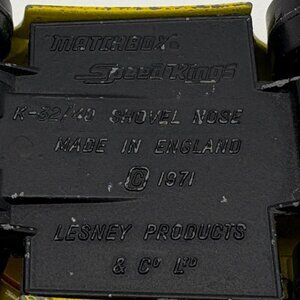 MATCHBOX
SpeedKings
K-32/40 SHOVEL NOSE
MADE IN ENGLAND
© 1971
LESNEY PRODUCTS
& Cº Lᵀᴰ